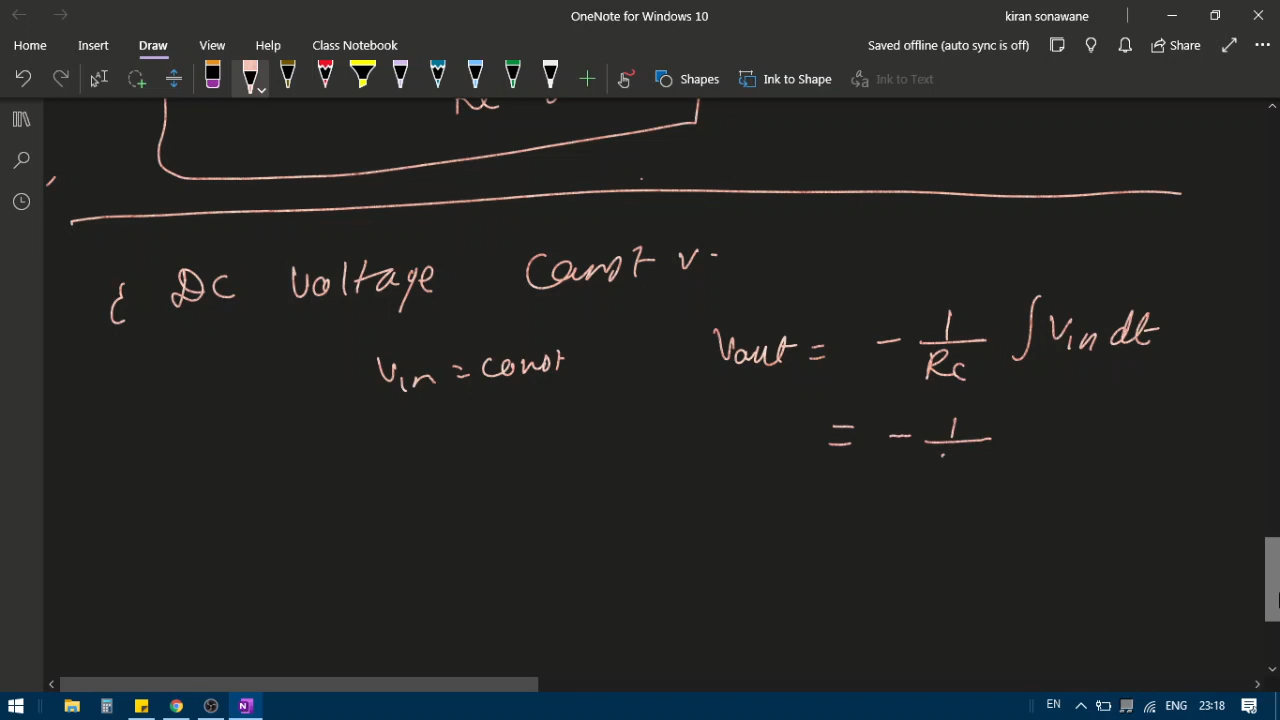 OneNote for Windows 10
kiran sonawane
Home Insert Draw View Help Class Notebook
Saved offline (auto sync is off)
Share
Shapes
Ink to Shape
Ink to Text
Rc
DC voltage Const v
Vin = const
Vout = - 1/Rc ∫ Vin dt
= - 1
EN
ENG 23:18